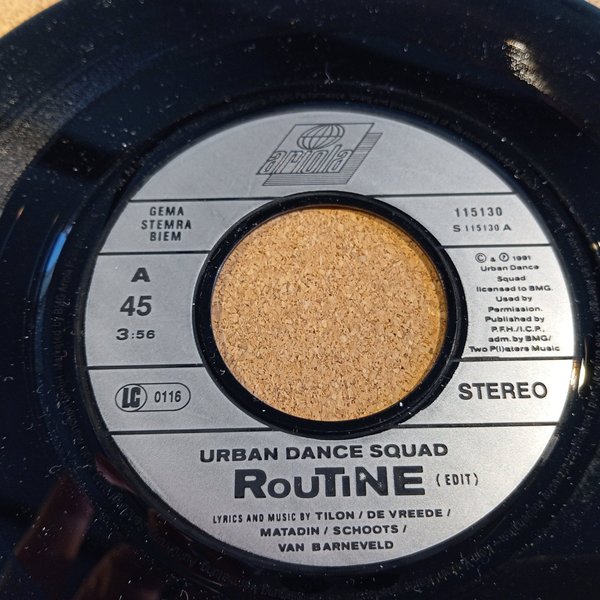 ariola
GEMA
STEMRA
BIEM
115130
S 115130 A
A
45
3:56
© & ℗ 1991
Urban Dance
Squad
licensed to BMG.
Used by
Permission.
Published by
P.F.H./I.C.P.,
adm. by BMG/
Two P(i)eters Music
LC 0116
STEREO
URBAN DANCE SQUAD
ROUTINE (EDIT)
LYRICS AND MUSIC BY TILON / DE VREEDE /
MATADIN / SCHOOTS /
VAN BARNEVELD